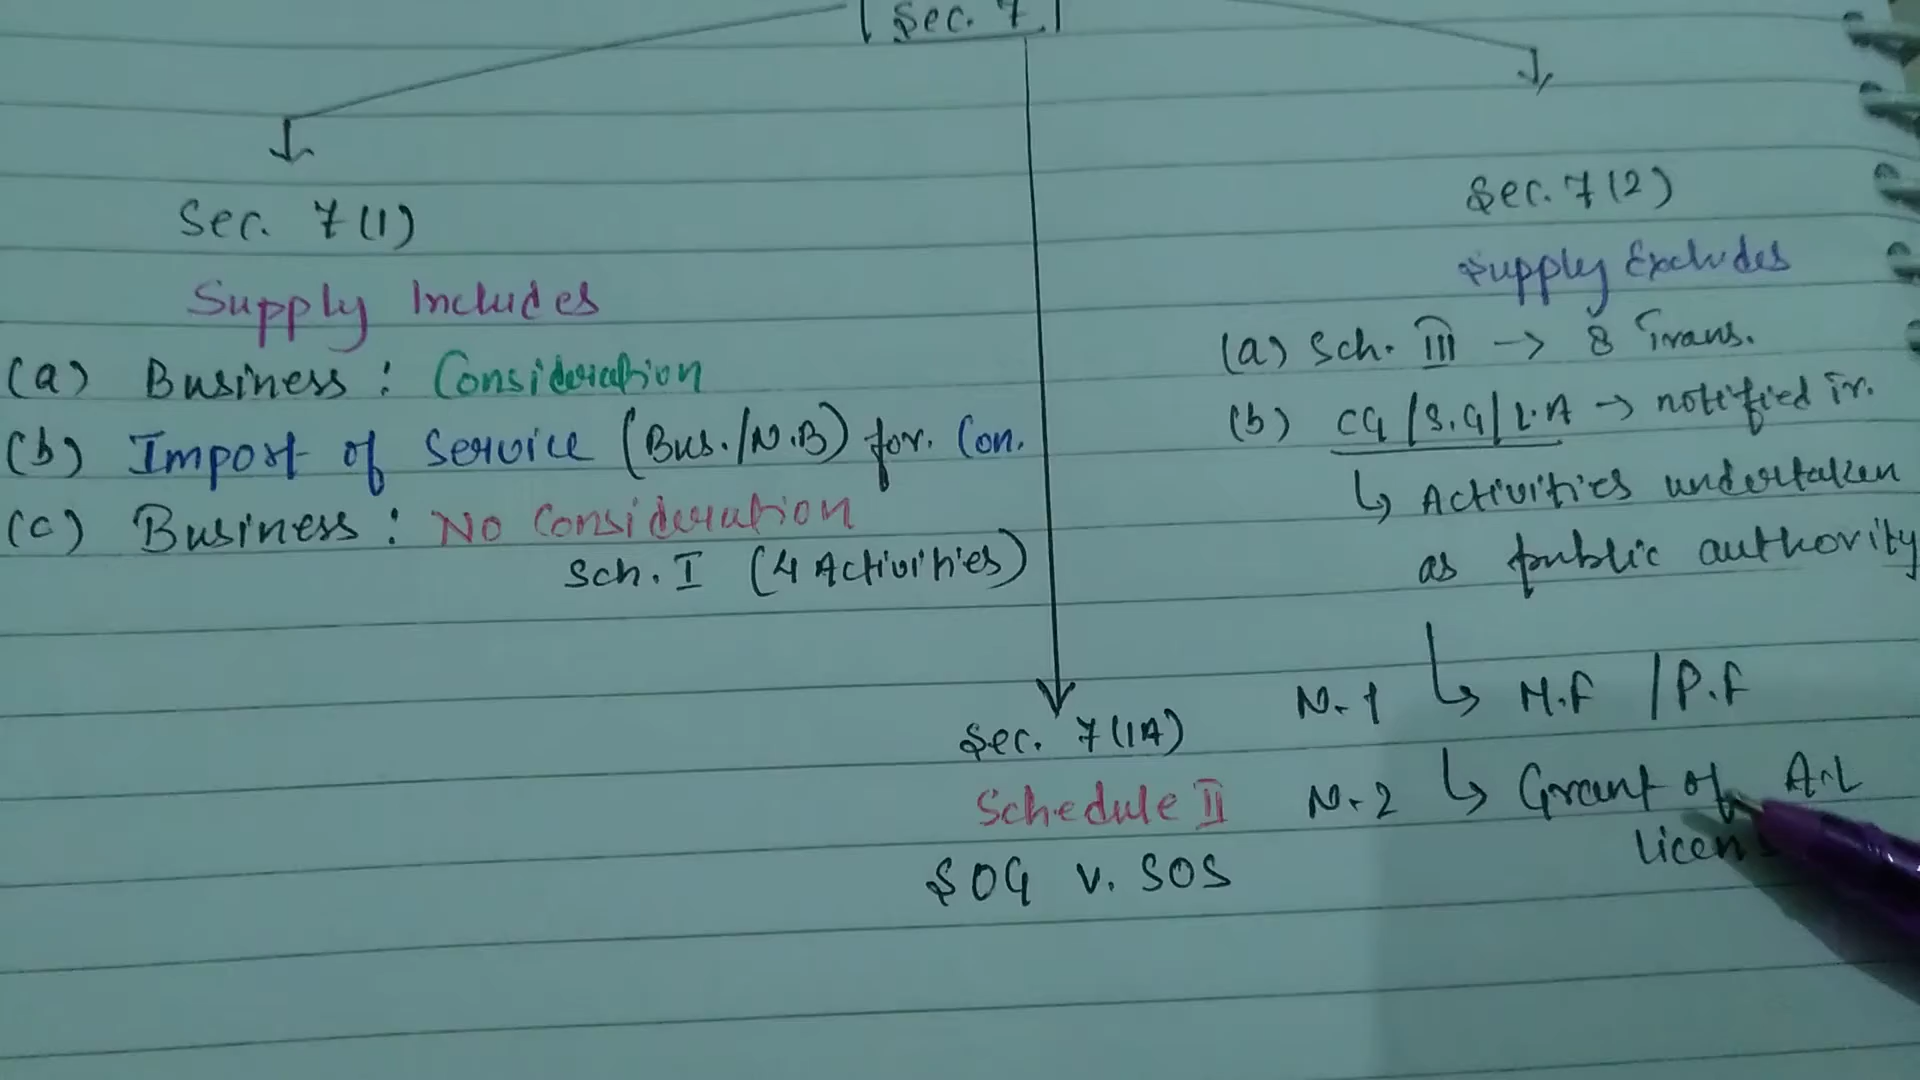 Sec. 7
Sec. 7(1)
Supply Includes
(a) Business : Consideration
(b) Import of Service (Bus./N.B) for. Con.
(c) Business : No Consideration
Sch. I (4 Activities)
Sec. 7(1A)
Schedule II
SOG v. SOS
Sec. 7(2)
Supply Excludes
(a) Sch. III → 8 Trans.
(b) CG/S.G/L.A → notified tr.
↳ Activities undertaken
as public authority
N-1 ↳ M.F / P.F
N-2 ↳ Grant of A.L